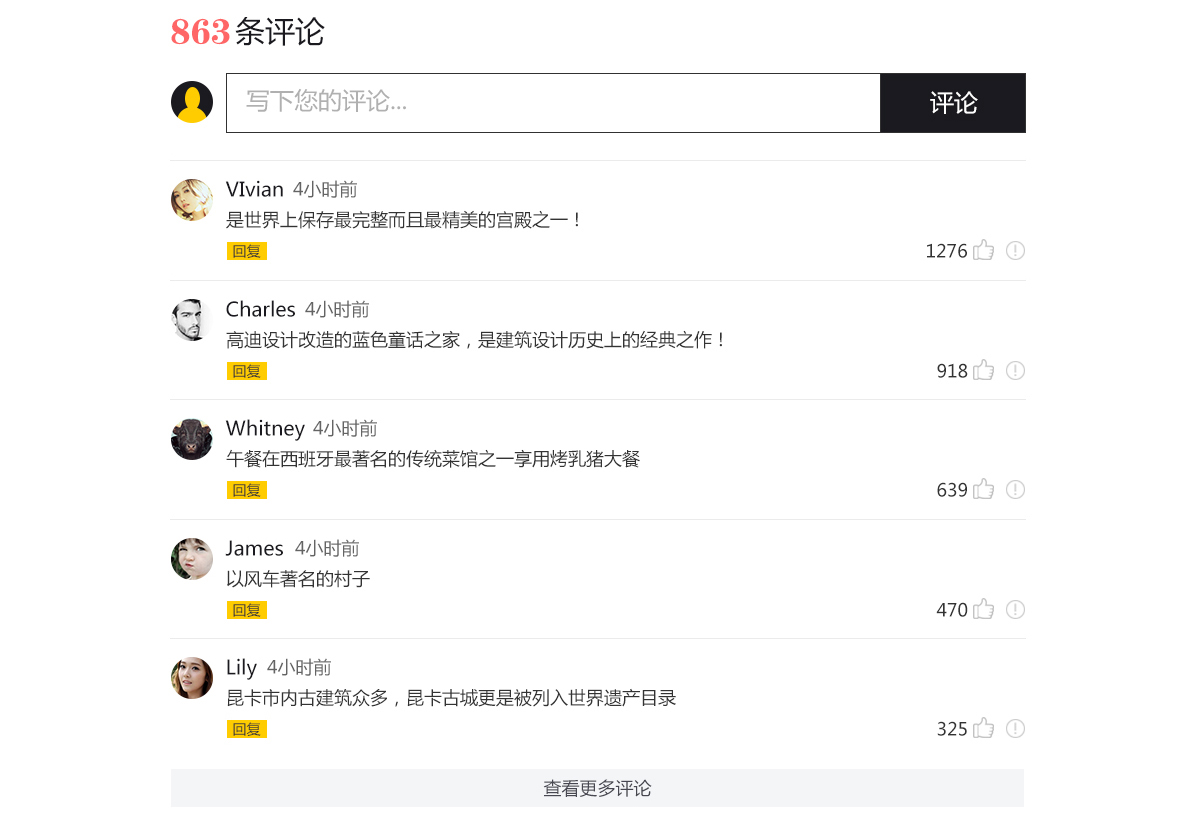 863条评论
写下您的评论...
评论
VIvian 4小时前
是世界上保存最完整而且最精美的宫殿之一！
回复
1276
Charles 4小时前
高迪设计改造的蓝色童话之家，是建筑设计历史上的经典之作！
回复
918
Whitney 4小时前
午餐在西班牙最著名的传统菜馆之一享用烤乳猪大餐
回复
639
James 4小时前
以风车著名的村子
回复
470
Lily 4小时前
昆卡市内古建筑众多，昆卡古城更是被列入世界遗产目录
回复
325
查看更多评论